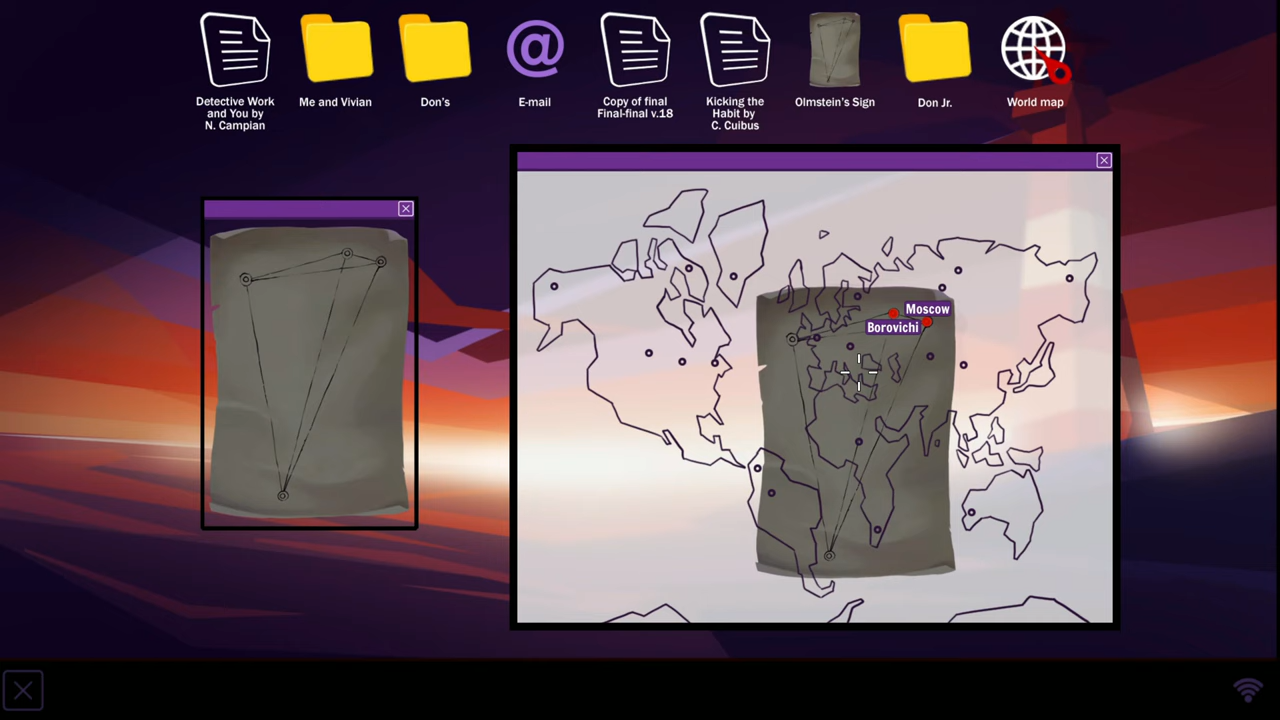 Detective Work
and You by
N. Campian
Me and Vivian
Don's
@
E-mail
Copy of final
Final-final v.18
Kicking the
Habit by
C. Cuibus
Olmstein's Sign
Don Jr.
World map
Moscow
Borovichi